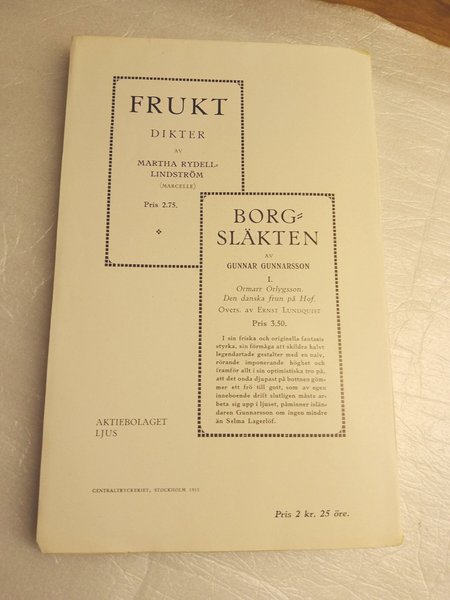 FRUKT
DIKTER
AV
MARTHA RYDELL-
LINDSTRÖM
(MARCELLE)
Pris 2.75.
BORG-
SLÄKTEN
AV
GUNNAR GUNNARSSON
I.
Ormarr Orlygsson.
Den danska frun på Hof.
Övers. av ERNST LUNDQUIST
Pris 3.50.
I sin friska och originella fantasis
styrka, sin förmåga att skildra halvt
legendartade gestalter med en naiv,
rörande imponerande höghet och
framför allt i sin optimistiska tro på,
att det onda djupast på bottnen göm-
mer ett frö till gott, som av egen
inneboende drift slutligen måste ar-
beta sig upp i ljuset, påminner islän-
daren Gunnarsson om ingen mindre
än Selma Lagerlöf.
AKTIEBOLAGET
LJUS
CENTRALTRYCKERIET, STOCKHOLM 1915
Pris 2 kr. 25 öre.